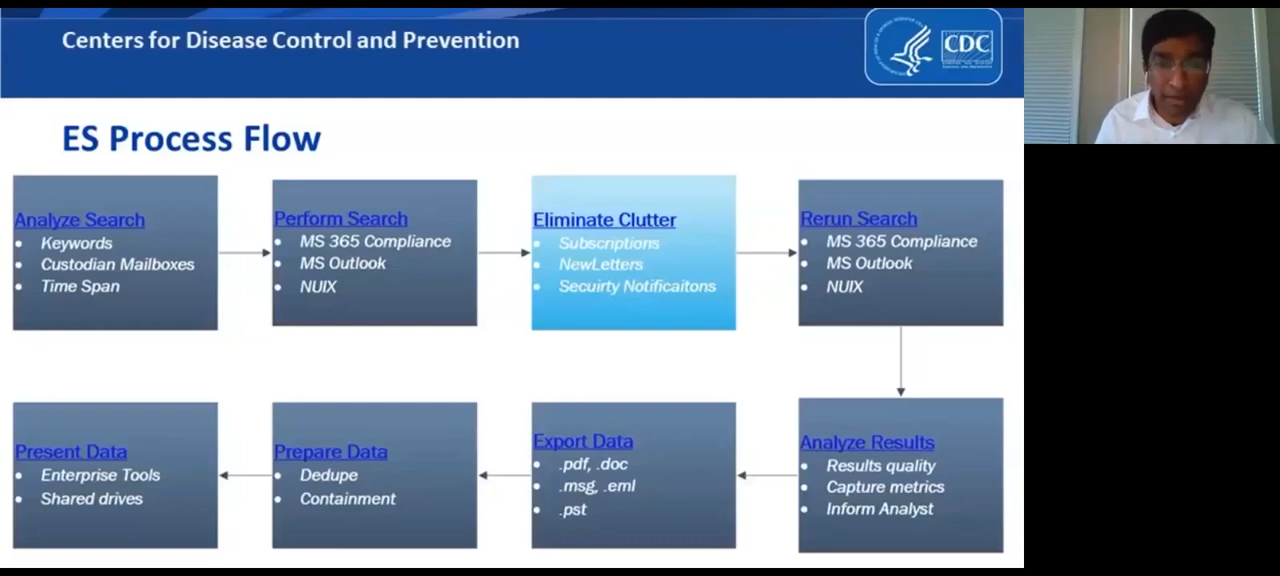 Centers for Disease Control and Prevention
CDC
ES Process Flow
Analyze Search
Keywords
Custodian Mailboxes
Time Span
Perform Search
MS 365 Compliance
MS Outlook
NUIX
Eliminate Clutter
Subscriptions
NewLetters
Secuirty Notificaitons
Rerun Search
MS 365 Compliance
MS Outlook
NUIX
Present Data
Enterprise Tools
Shared drives
Prepare Data
Dedupe
Containment
Export Data
.pdf, .doc
.msg, .eml
.pst
Analyze Results
Results quality
Capture metrics
Inform Analyst